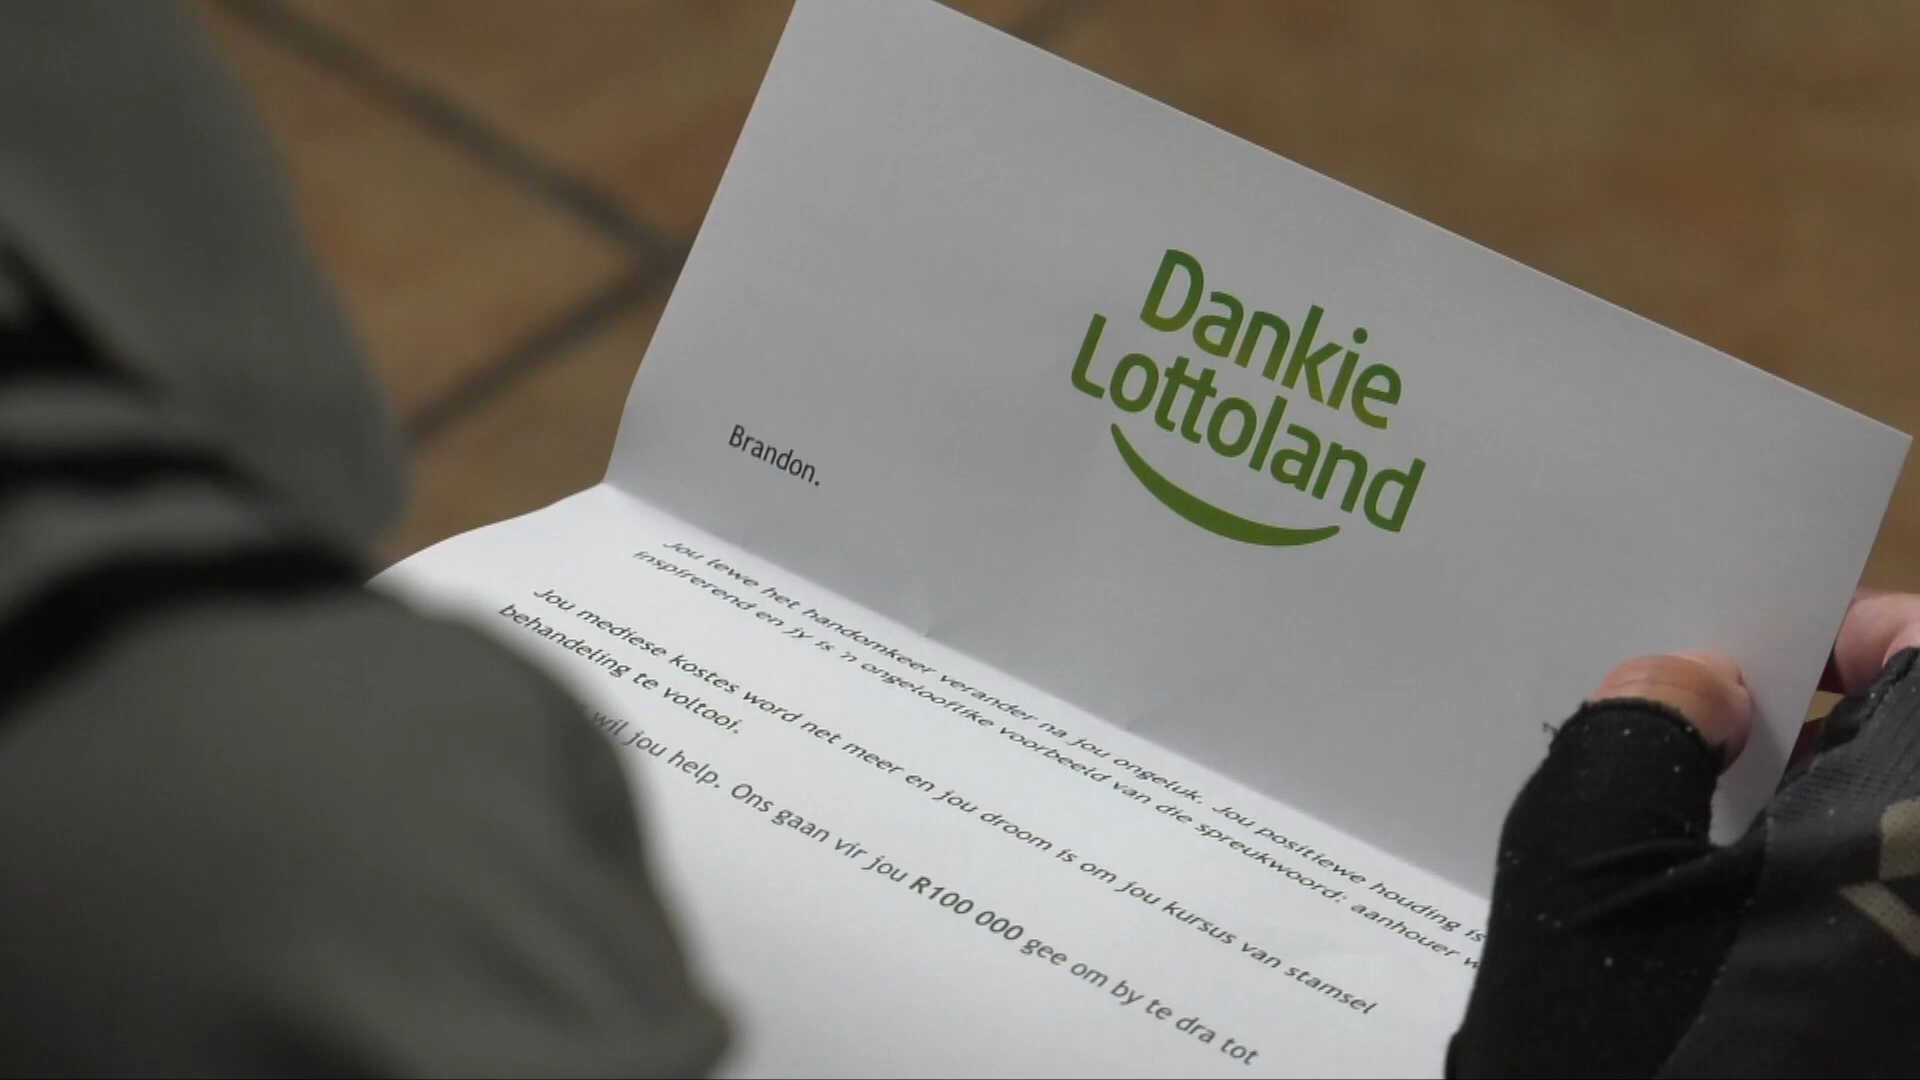 Dankie
Lottoland
Brandon.
Jou lewe het handomkeer verander na jou ongeluk. Jou positiewe houding is
inspirerend en jy is 'n ongelooflike voorbeeld van die spreukwoord: aanhouer
Jou mediese kostes word net meer en jou droom is om jou kursus van stamsel
behandeling te voltooi.
wil jou help. Ons gaan vir jou R100 000 gee om by te dra tot